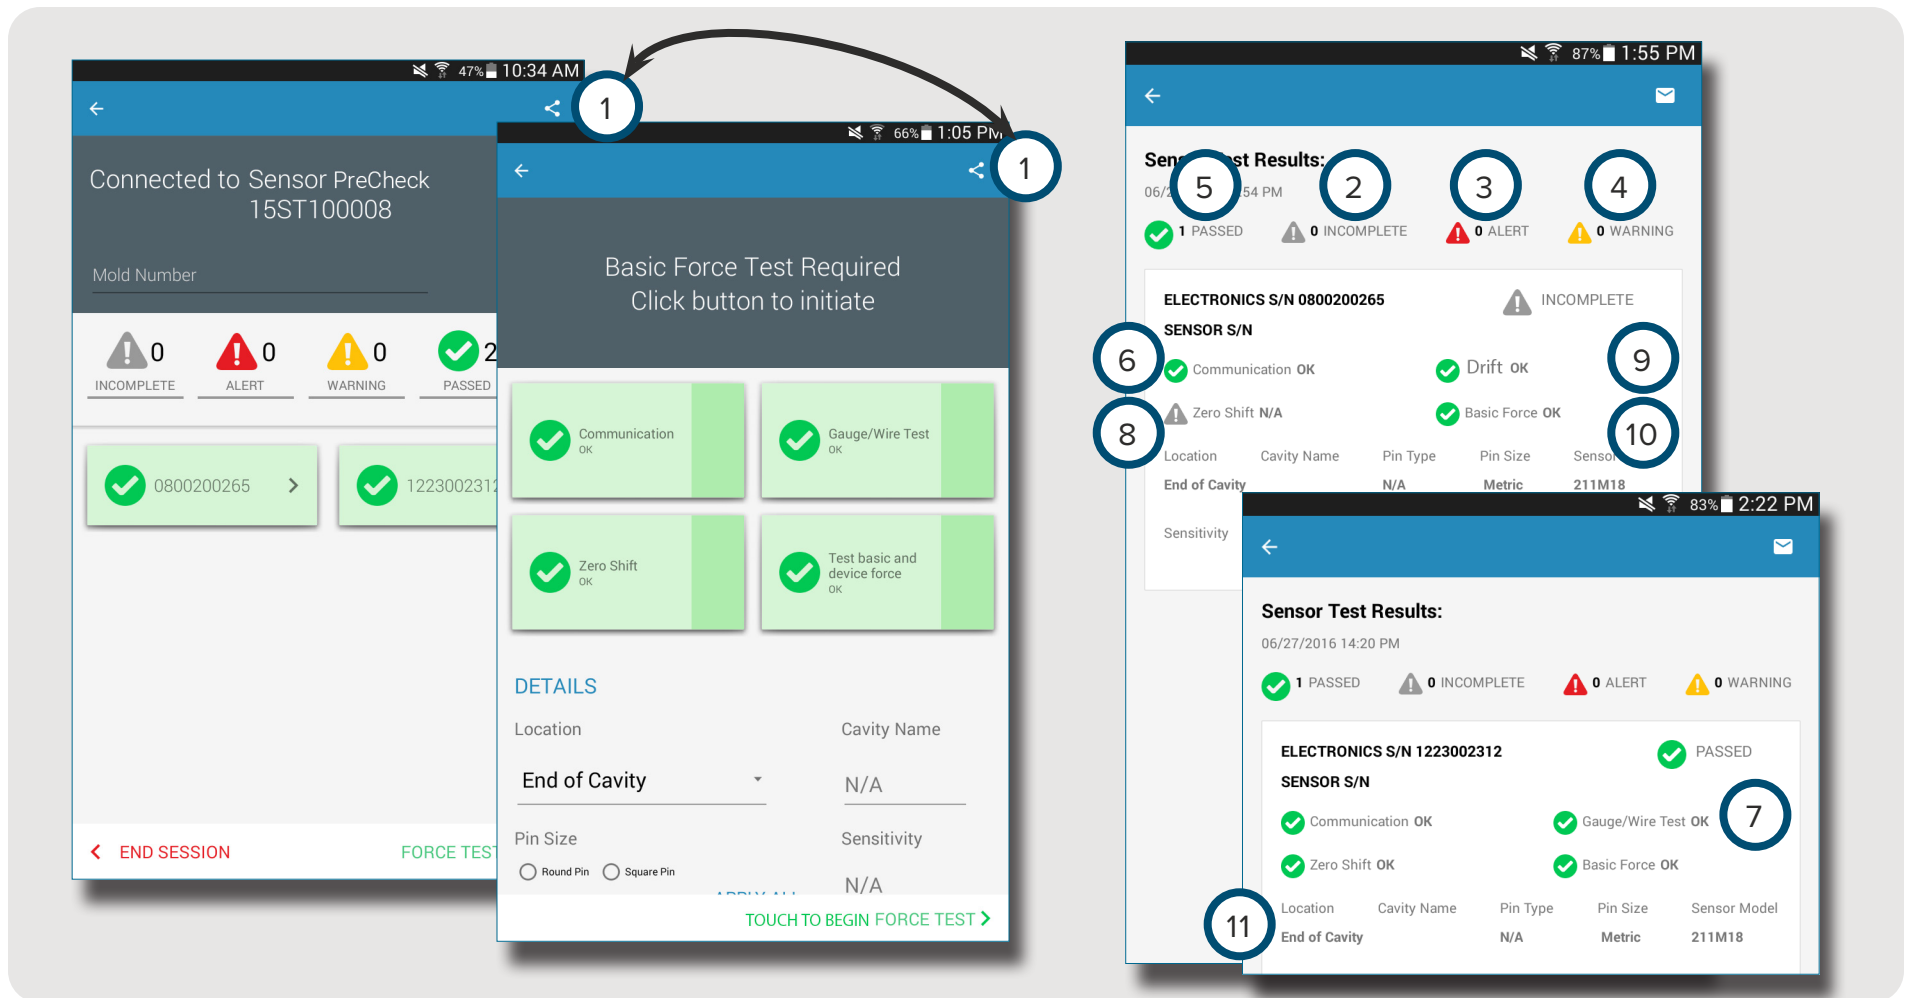 47% 10:34 AM
1
Connected to Sensor PreCheck
15ST100008
Mold Number
0 0 0 2
INCOMPLETE ALERT WARNING PASSED
0800200265
1223002312
END SESSION
FORCE TEST
66% 1:05 PM
1
Basic Force Test Required
Click button to initiate
Communication
OK
Gauge/Wire Test
OK
Zero Shift
OK
Test basic and
device force
OK
DETAILS
Location Cavity Name
End of Cavity N/A
Pin Size Sensitivity
Round Pin Square Pin
APPLY ALL
N/A
TOUCH TO BEGIN FORCE TEST
87% 1:55 PM
Sensor Test Results:
06/2 54 PM
5 2 3 4
1 PASSED 0 INCOMPLETE 0 ALERT 0 WARNING
ELECTRONICS S/N 0800200265 INCOMPLETE
SENSOR S/N
6 Communication OK Drift OK 9
8 Zero Shift N/A Basic Force OK 10
Location Cavity Name Pin Type Pin Size Sensor
End of Cavity N/A Metric 211M18
Sensitivity
83% 2:22 PM
Sensor Test Results:
06/27/2016 14:20 PM
1 PASSED 0 INCOMPLETE 0 ALERT 0 WARNING
ELECTRONICS S/N 1223002312 PASSED
SENSOR S/N
Communication OK Gauge/Wire Test OK 7
Zero Shift OK Basic Force OK
11 Location Cavity Name Pin Type Pin Size Sensor Model
End of Cavity N/A Metric 211M18